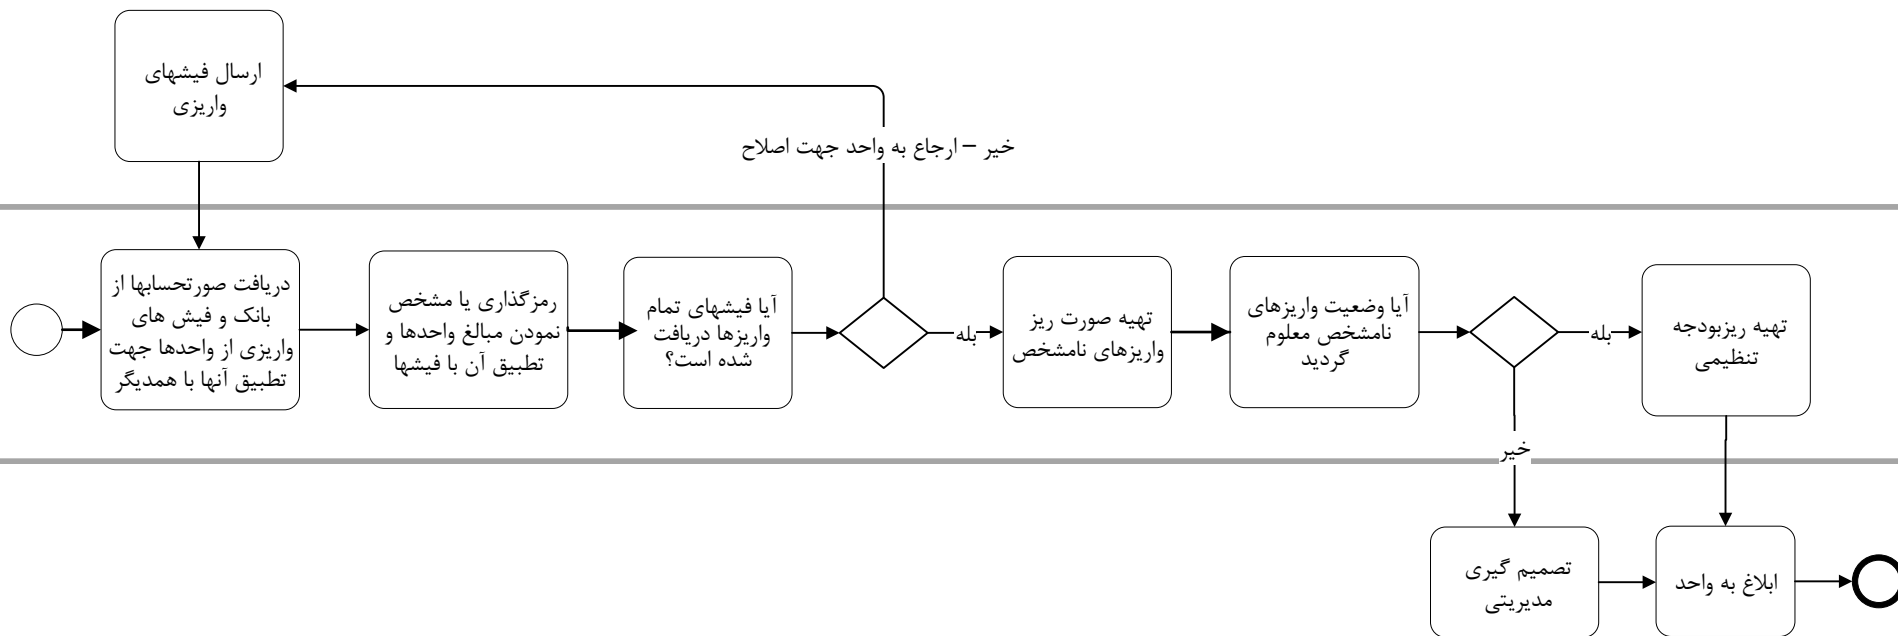 ارسال فیشهای
واریزی
خیر – ارجاع به واحد جهت اصلاح
دریافت صورتحسابها از
بانک و فیش های
واریزی از واحدها جهت
تطبیق آنها با همدیگر
رمزگذاری یا مشخص
نمودن مبالغ واحدها و
تطبیق آن با فیشها
آیا فیشهای تمام
واریزها دریافت
شده است؟
بله
تهیه صورت ریز
واریزهای نامشخص
آیا وضعیت واریزهای
نامشخص معلوم
گردید
بله
تهیه ریزبودجه
تنظیمی
خیر
تصمیم گیری
مدیریتی
ابلاغ به واحد